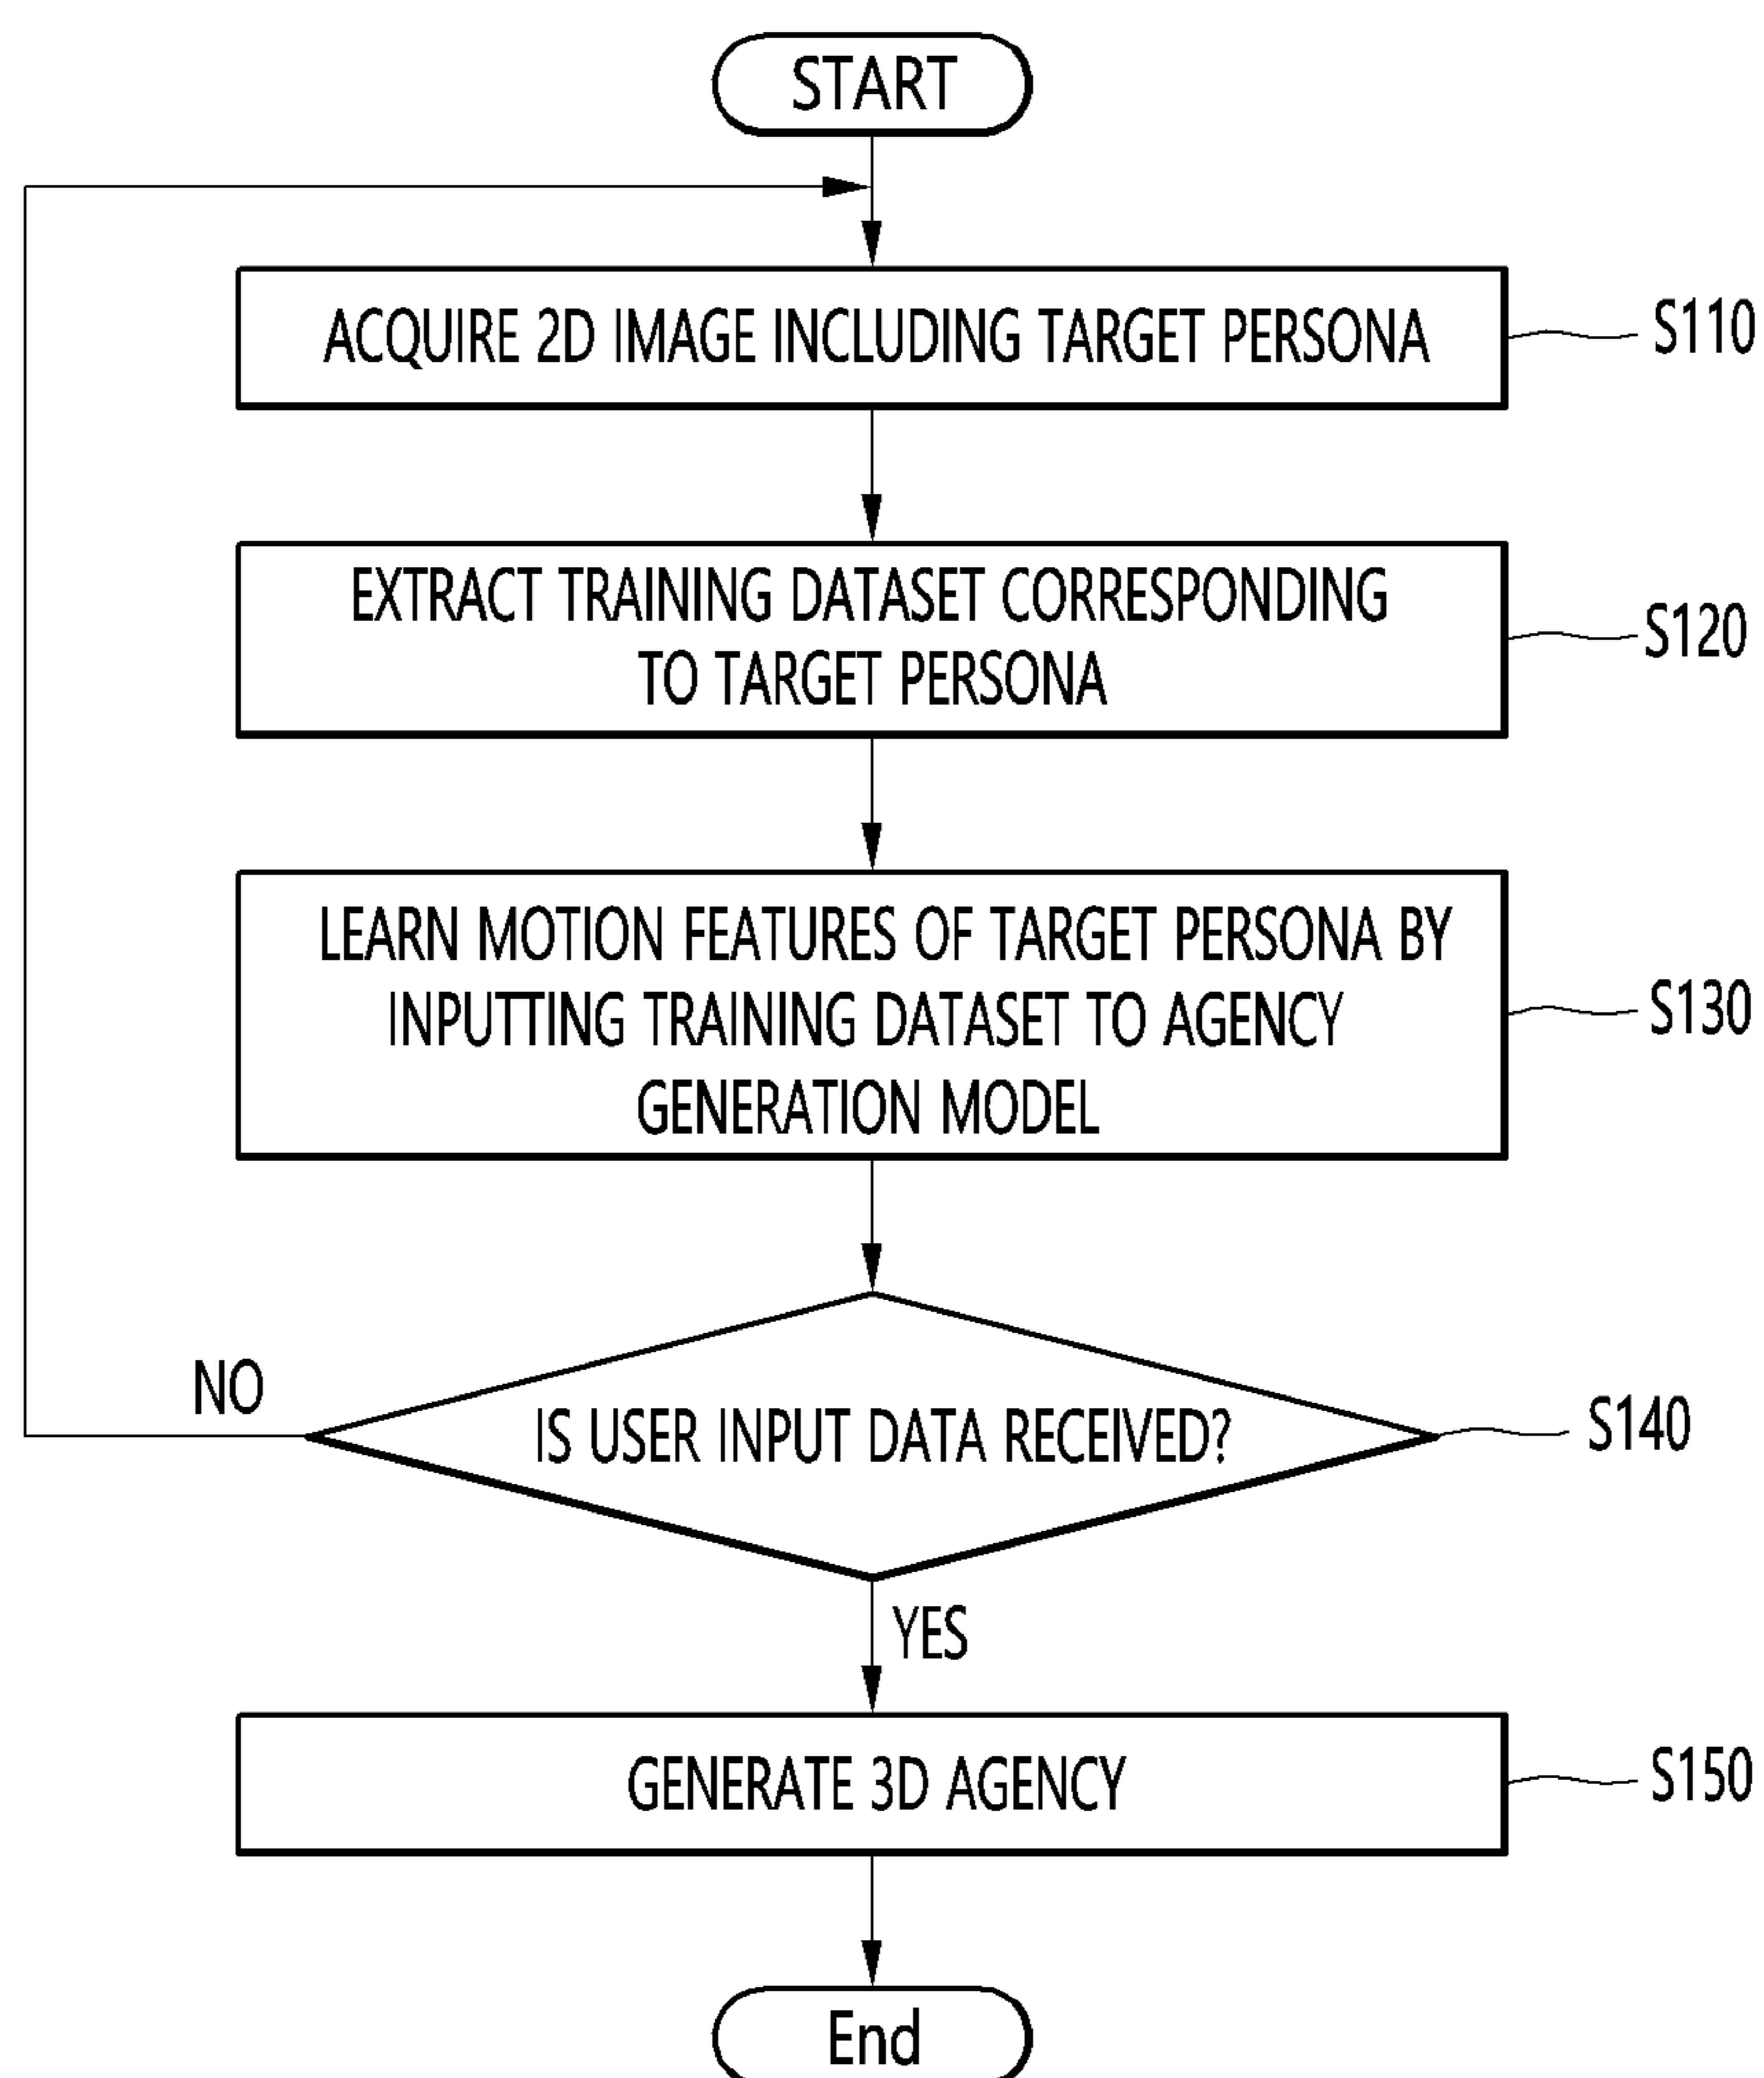 START
ACQUIRE 2D IMAGE INCLUDING TARGET PERSONA
S110
EXTRACT TRAINING DATASET CORRESPONDING
TO TARGET PERSONA
S120
LEARN MOTION FEATURES OF TARGET PERSONA BY
INPUTTING TRAINING DATASET TO AGENCY
GENERATION MODEL
S130
NO
IS USER INPUT DATA RECEIVED?
S140
YES
GENERATE 3D AGENCY
S150
End